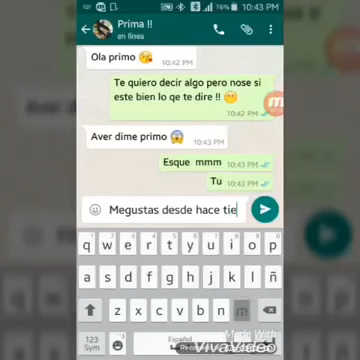 76% 10:43 PM
Prima !!
en línea
Ola primo
10:42 PM
Te quiero decir algo pero nose si
este bien lo qe te dire !!
10:42 PM
Aver dime primo
10:43 PM
Esque mmm 10:43 PM
Tu 10:43 PM
Megustas desde hace tie
q w e r t y u i o p
a s d f g h j k l ñ
z x c v b n m
123
Sym
Español
Made With
VivaVideo